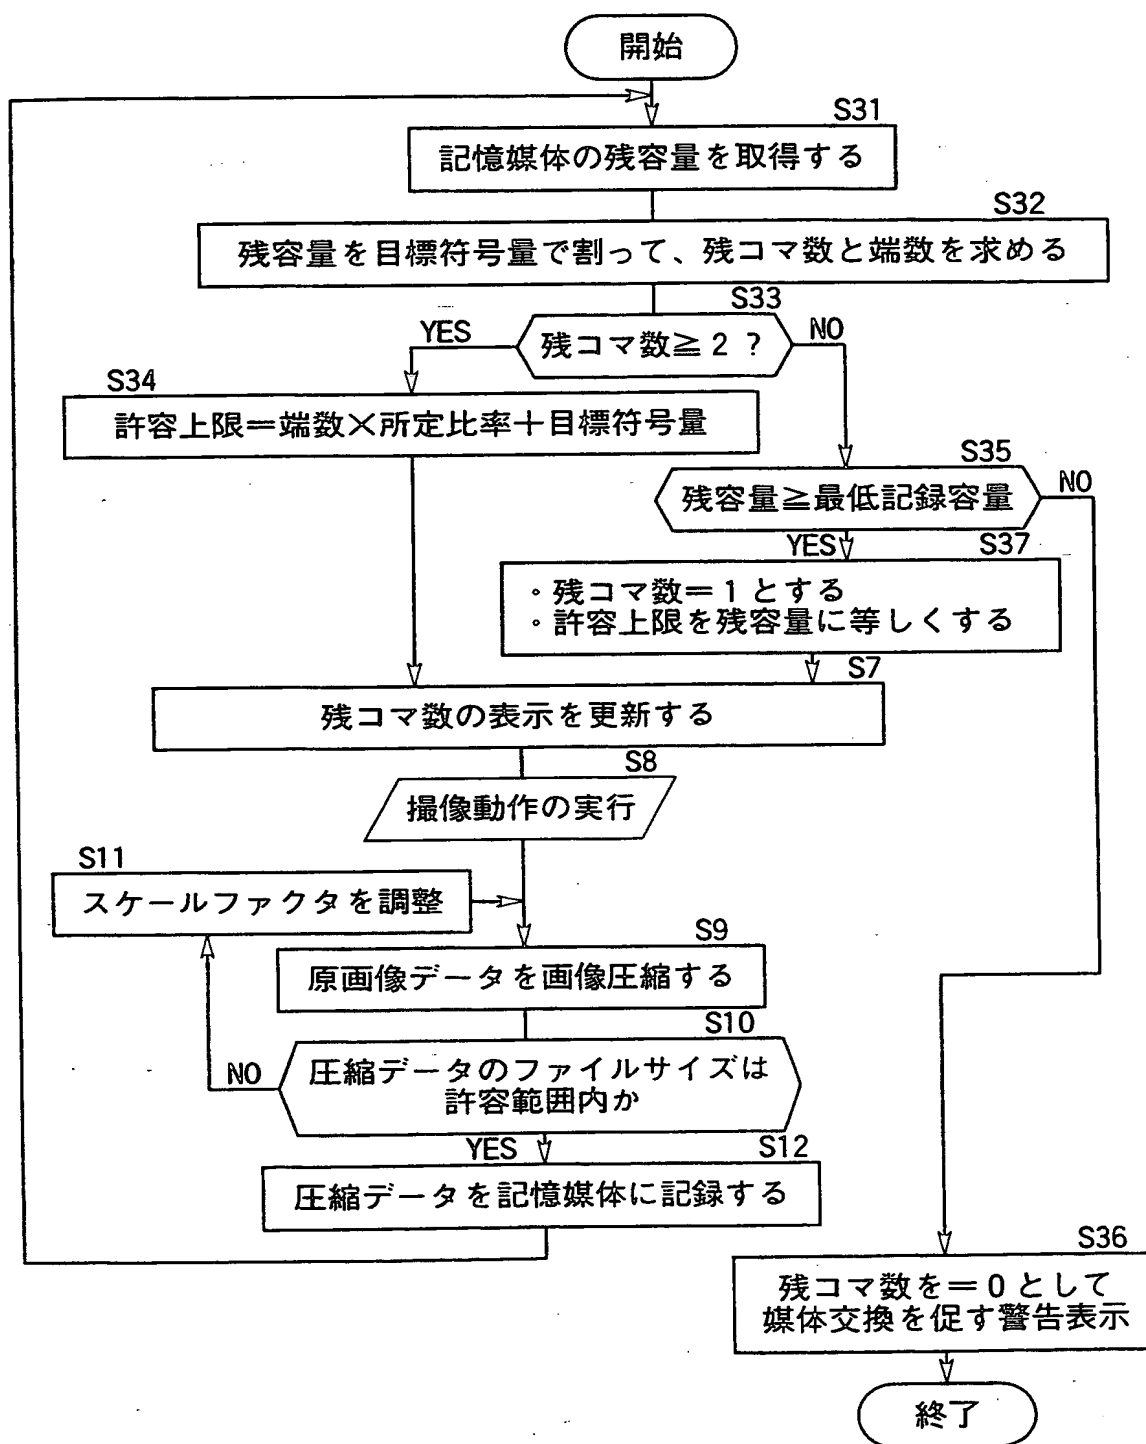 開始
S31
記憶媒体の残容量を取得する
S32
残容量を目標符号量で割って、残コマ数と端数を求める
S33
残コマ数≧2?
YES
NO
S34
許容上限=端数×所定比率+目標符号量
S35
残容量≧最低記録容量
NO
YES
S37
・残コマ数=1とする
・許容上限を残容量に等しくする
S7
残コマ数の表示を更新する
S8
撮像動作の実行
S11
スケールファクタを調整
S9
原画像データを画像圧縮する
S10
圧縮データのファイルサイズは
許容範囲内か
NO
YES
S12
圧縮データを記憶媒体に記録する
S36
残コマ数を=0として
媒体交換を促す警告表示
終了